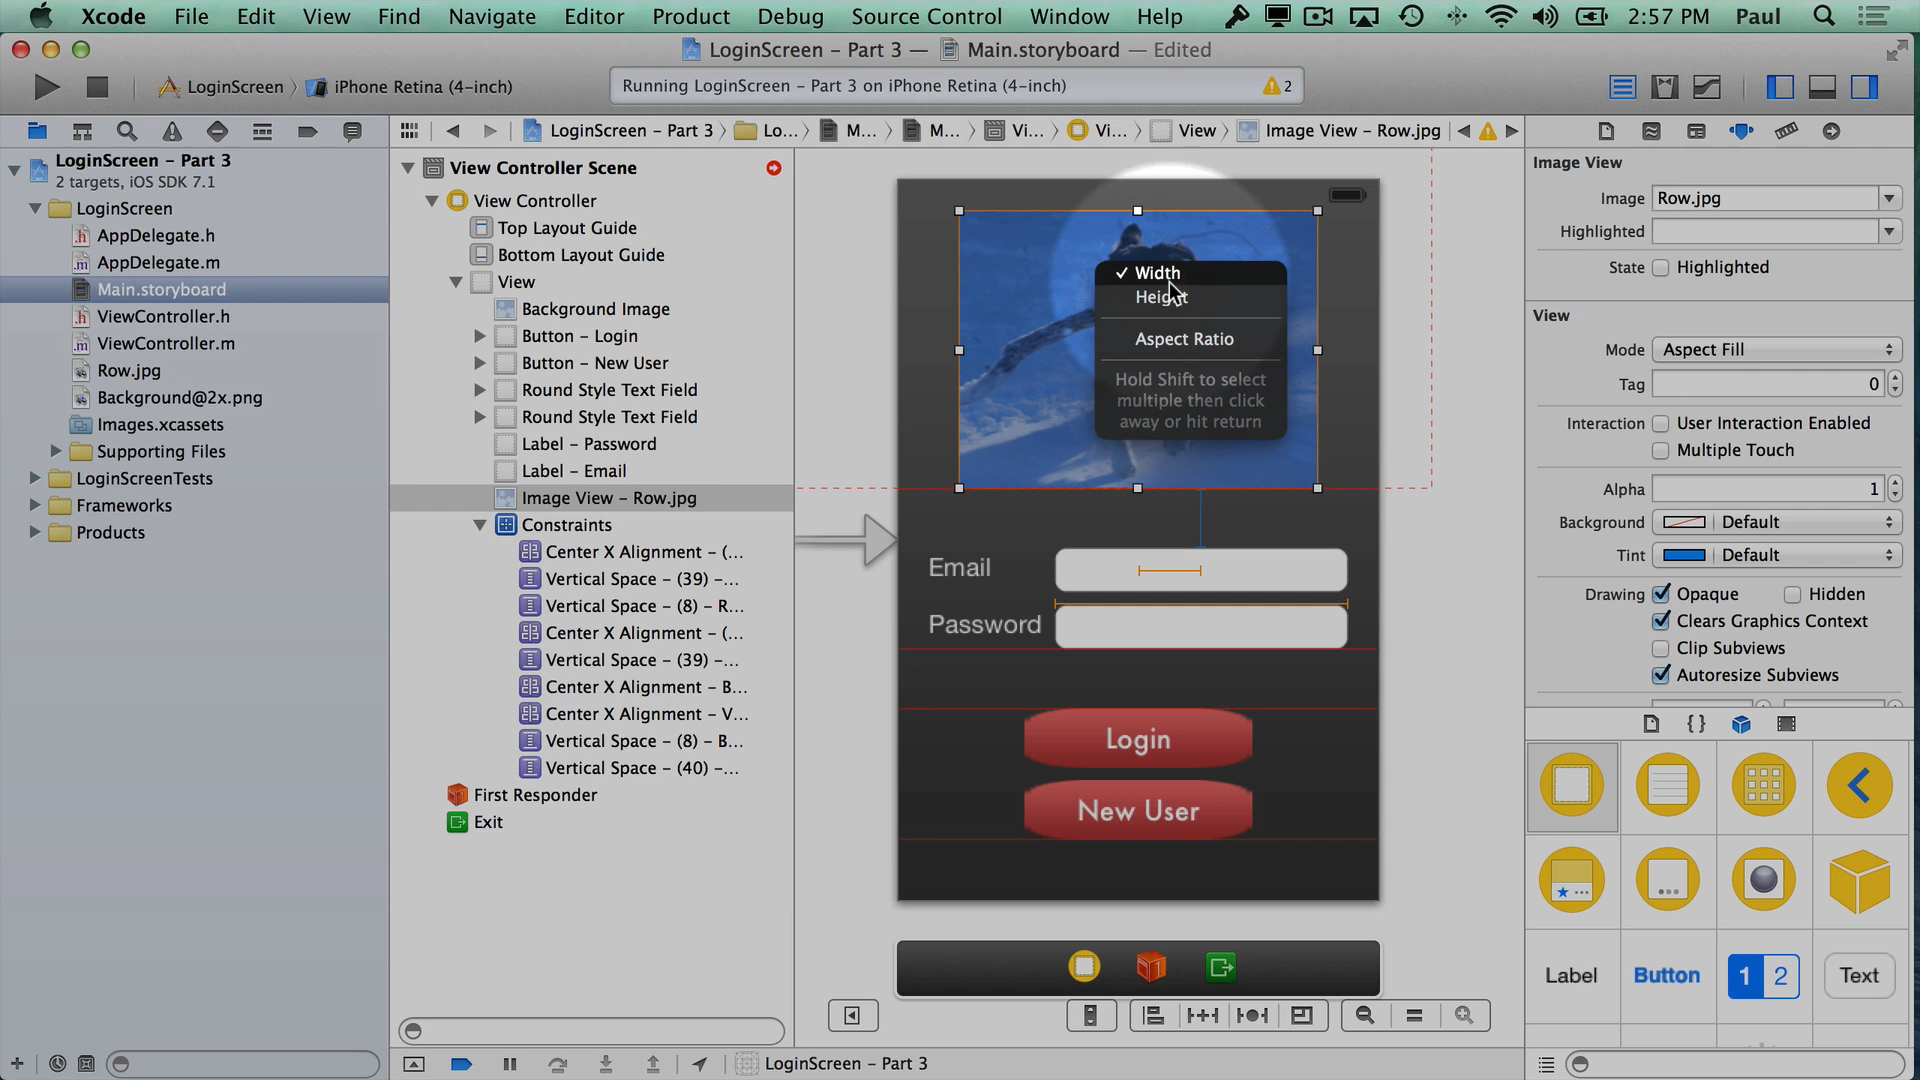 Xcode File Edit View Find Navigate Editor Product Debug Source Control Window Help 2:57 PM Paul
LoginScreen – Part 3 — Main.storyboard — Edited
LoginScreen iPhone Retina (4-inch)
Running LoginScreen – Part 3 on iPhone Retina (4-inch) 2
LoginScreen – Part 3
2 targets, iOS SDK 7.1
LoginScreen
AppDelegate.h
AppDelegate.m
Main.storyboard
ViewController.h
ViewController.m
Row.jpg
Background@2x.png
Images.xcassets
Supporting Files
LoginScreenTests
Frameworks
Products
LoginScreen – Part 3 Lo... M... M... Vi... Vi... View Image View – Row.jpg
View Controller Scene
View Controller
Top Layout Guide
Bottom Layout Guide
View
Background Image
Button – Login
Button – New User
Round Style Text Field
Round Style Text Field
Label – Password
Label – Email
Image View – Row.jpg
Constraints
Center X Alignment – (...
Vertical Space – (39) –...
Vertical Space – (8) – R...
Center X Alignment – (...
Vertical Space – (39) –...
Center X Alignment – B...
Center X Alignment – V...
Vertical Space – (8) – B...
Vertical Space – (40) –...
First Responder
Exit
✓ Width
Height
Aspect Ratio
Hold Shift to select
multiple then click
away or hit return
Email
Password
Login
New User
1
LoginScreen – Part 3
Image View
Image Row.jpg
Highlighted
State Highlighted
View
Mode Aspect Fill
Tag 0
Interaction User Interaction Enabled
Multiple Touch
Alpha 1
Background Default
Tint Default
Drawing Opaque Hidden
Clears Graphics Context
Clip Subviews
Autoresize Subviews
{ }
Label Button 1 2 Text